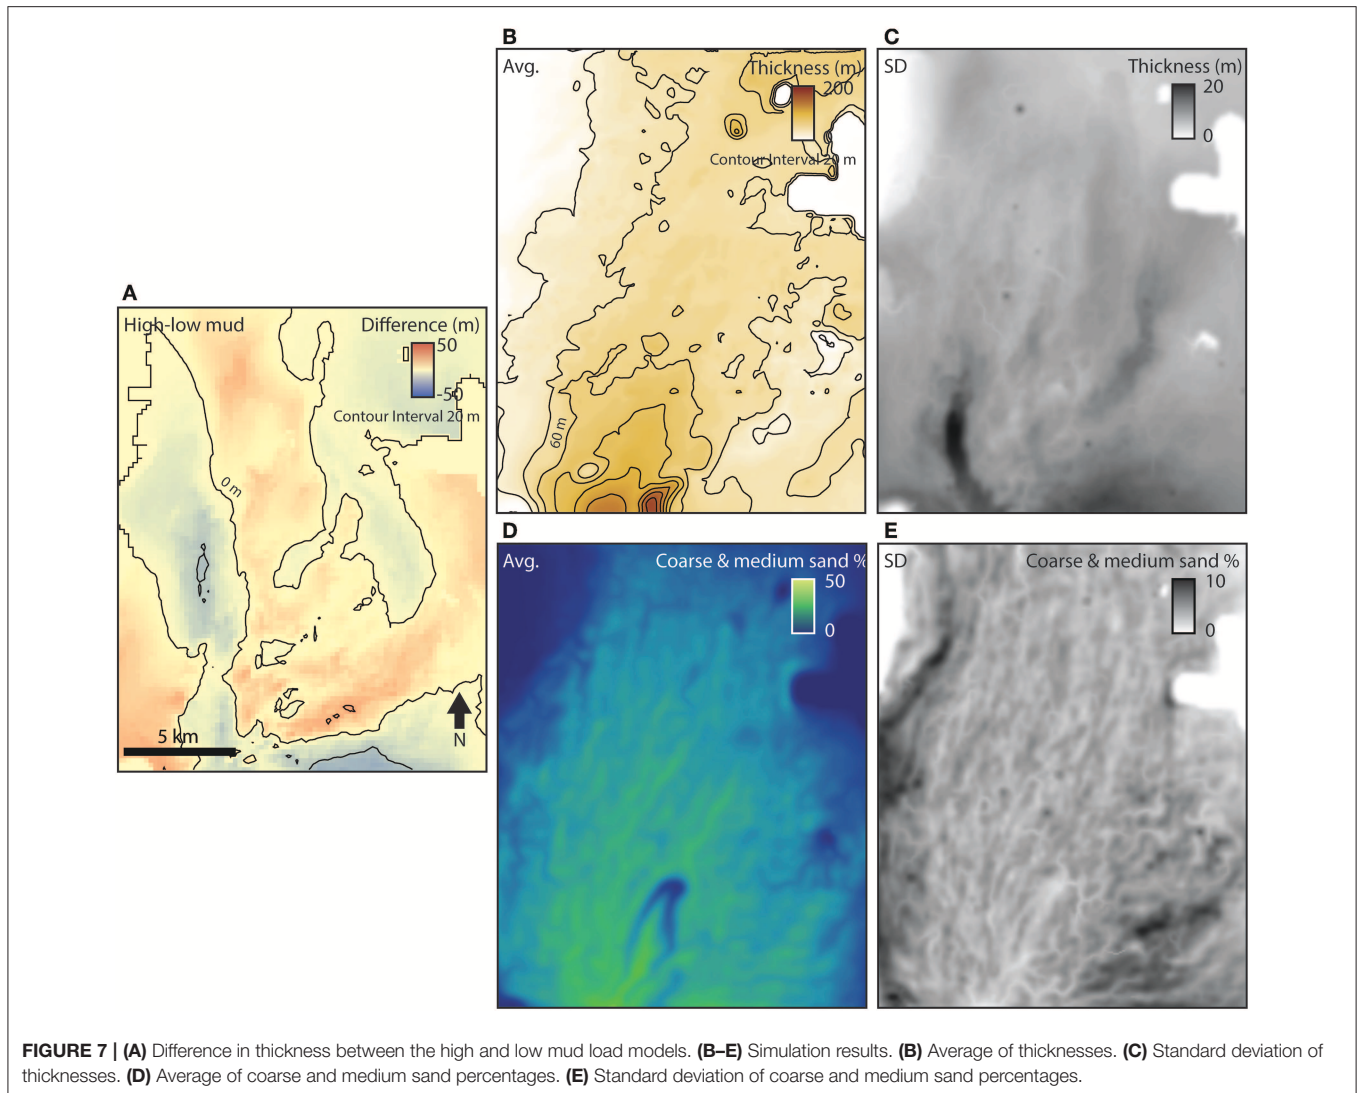 B
Avg.
Thickness (m)
200
Contour Interval 20 m
60 m
C
SD
Thickness (m)
20
0
A
High-low mud
Difference (m)
50
-50
Contour Interval 20 m
0 m
5 km
N
D
Avg.
Coarse & medium sand %
50
0
E
SD
Coarse & medium sand %
10
0
FIGURE 7 | (A) Difference in thickness between the high and low mud load models. (B–E) Simulation results. (B) Average of thicknesses. (C) Standard deviation of
thicknesses. (D) Average of coarse and medium sand percentages. (E) Standard deviation of coarse and medium sand percentages.